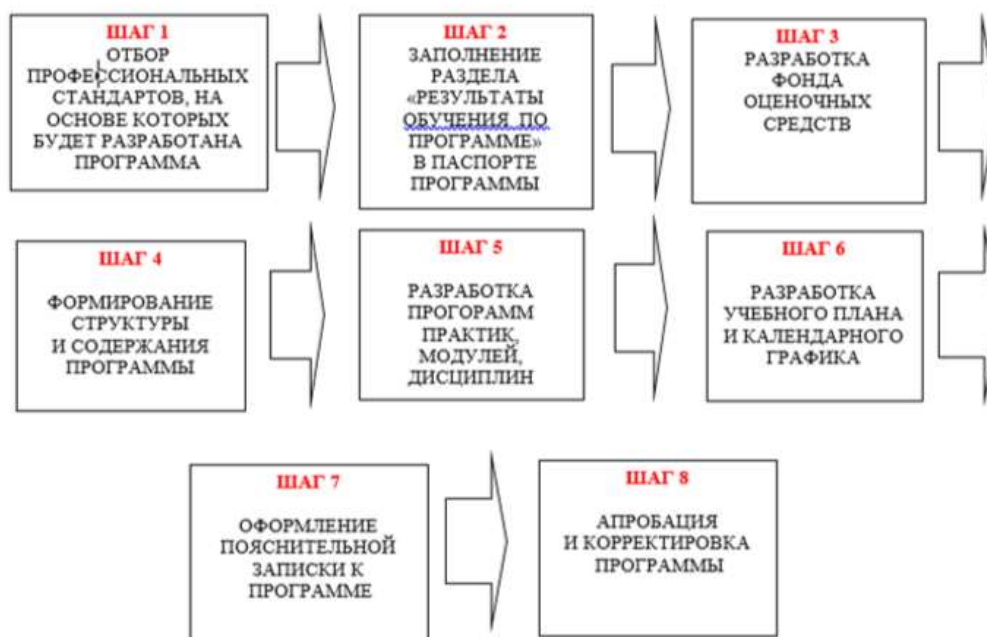 ШАГ 1
ОТБОР
ПРОФЕССИОНАЛЬНЫХ
СТАНДАРТОВ, НА
ОСНОВЕ КОТОРЫХ
БУДЕТ РАЗРАБОТАНА
ПРОГРАММА
ШАГ 2
ЗАПОЛНЕНИЕ
РАЗДЕЛА
«РЕЗУЛЬТАТЫ
ОБУЧЕНИЯ ПО
ПРОГРАММЕ»
В ПАСПОРТЕ
ПРОГРАММЫ
ШАГ 3
РАЗРАБОТКА
ФОНДА
ОЦЕНОЧНЫХ
СРЕДСТВ
ШАГ 4
ФОРМИРОВАНИЕ
СТРУКТУРЫ
И СОДЕРЖАНИЯ
ПРОГРАММЫ
ШАГ 5
РАЗРАБОТКА
ПРОГОРАММ
ПРАКТИК,
МОДУЛЕЙ,
ДИСЦИПЛИН
ШАГ 6
РАЗРАБОТКА
УЧЕБНОГО ПЛАНА
И КАЛЕНДАРНОГО
ГРАФИКА
ШАГ 7
ОФОРМЛЕНИЕ
ПОЯСНИТЕЛЬНОЙ
ЗАПИСКИ К
ПРОГРАММЕ
ШАГ 8
АПРОБАЦИЯ
И КОРРЕКТИРОВКА
ПРОГРАММЫ